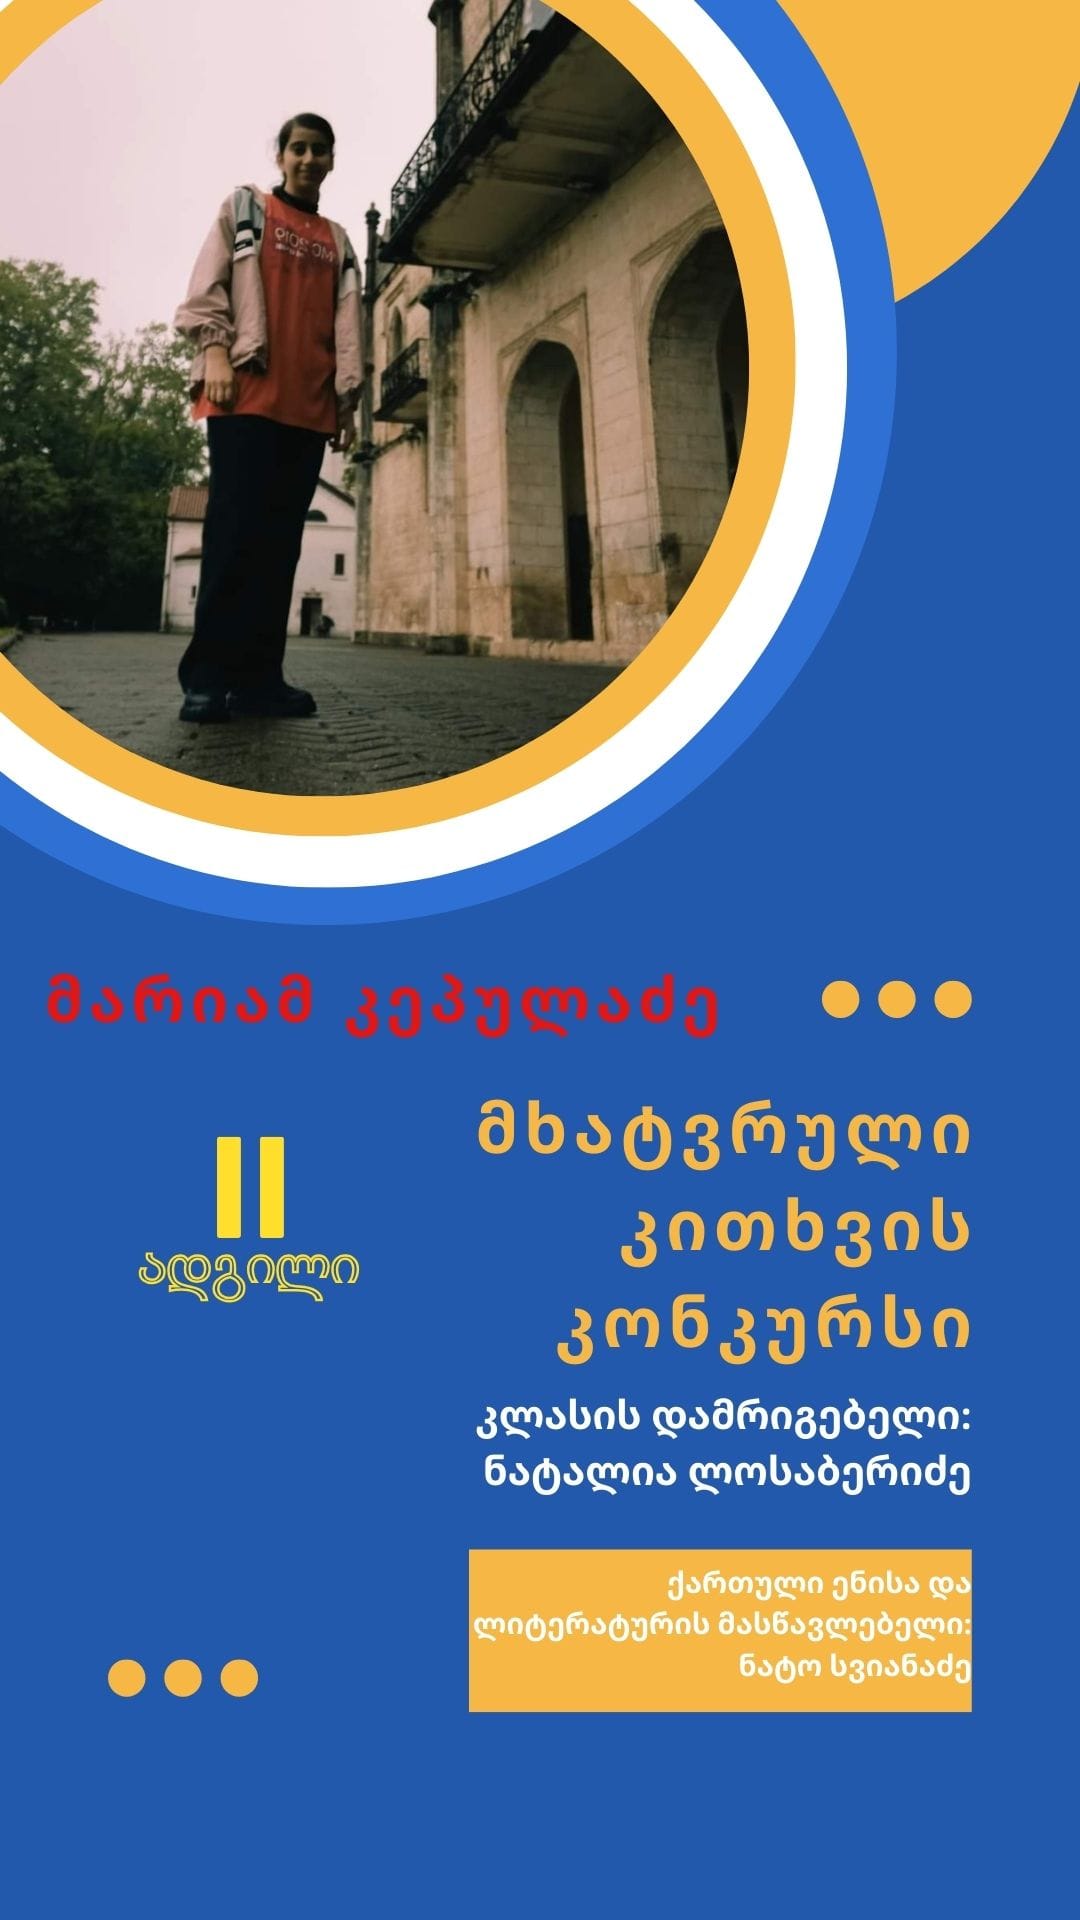 მარიამ კეპულაძე
მხატვრული
კითხვის
კონკურსი
II
ადგილი
კლასის დამრიგებელი:
ნატალია ლოსაბერიძე
ქართული ენისა და
ლიტერატურის მასწავლებელი:
ნატო სვიანაძე